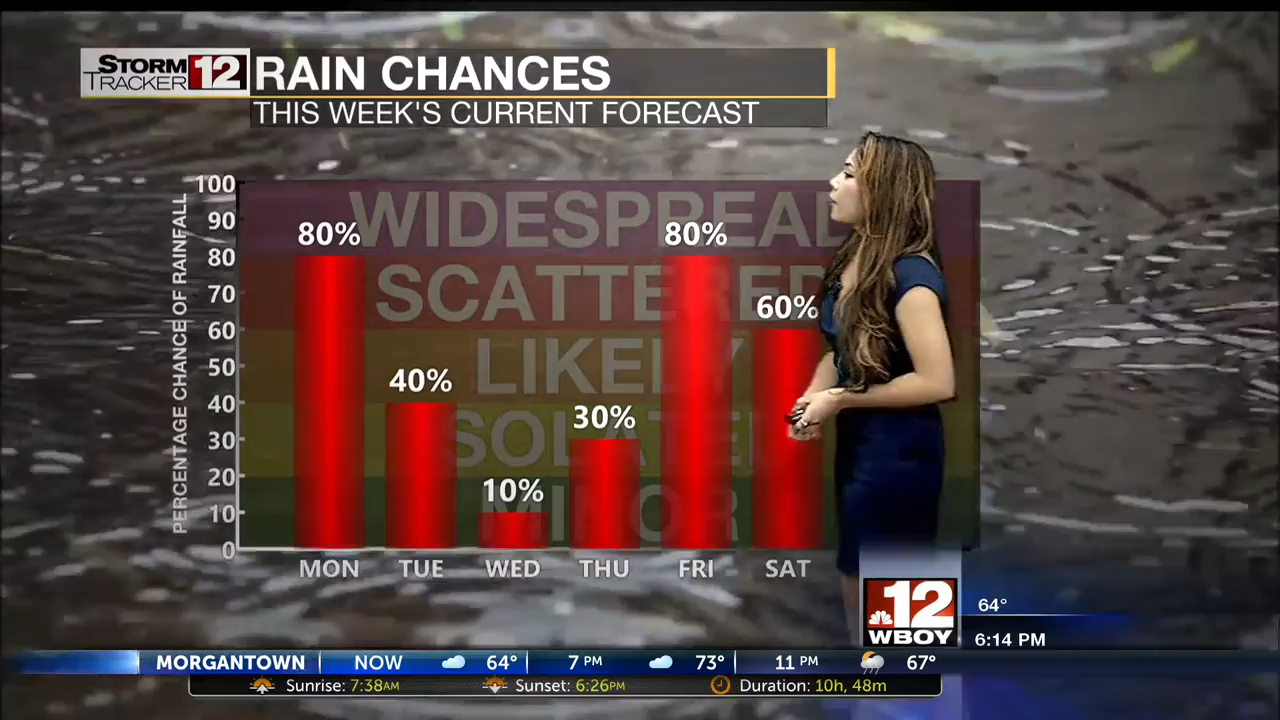 STORM TRACKER 12
RAIN CHANCES
THIS WEEK'S CURRENT FORECAST
PERCENTAGE CHANCE OF RAINFALL
100
90
80
70
60
50
40
30
20
10
0
WIDESPREAD
SCATTERED
LIKELY
ISOLATED
MINOR
80%
40%
10%
30%
80%
60%
MON TUE WED THU FRI SAT
12
WBOY
64°
6:14 PM
MORGANTOWN NOW 64° 7 PM 73° 11 PM 67°
Sunrise: 7:38AM Sunset: 6:26PM Duration: 10h, 48m